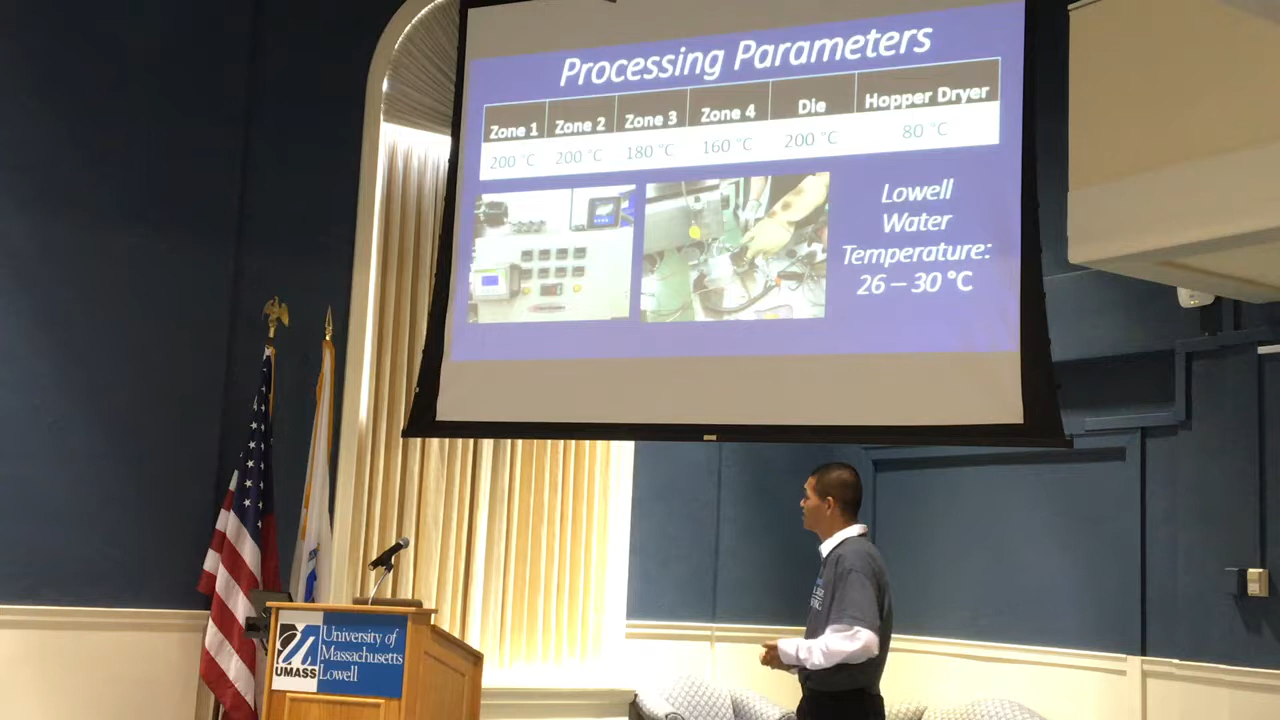 Processing Parameters
Zone 1 Zone 2 Zone 3 Zone 4 Die Hopper Dryer
200 °C 200 °C 180 °C 160 °C 200 °C 80 °C
Lowell
Water
Temperature:
26 – 30 °C
UMASS
University of
Massachusetts
Lowell